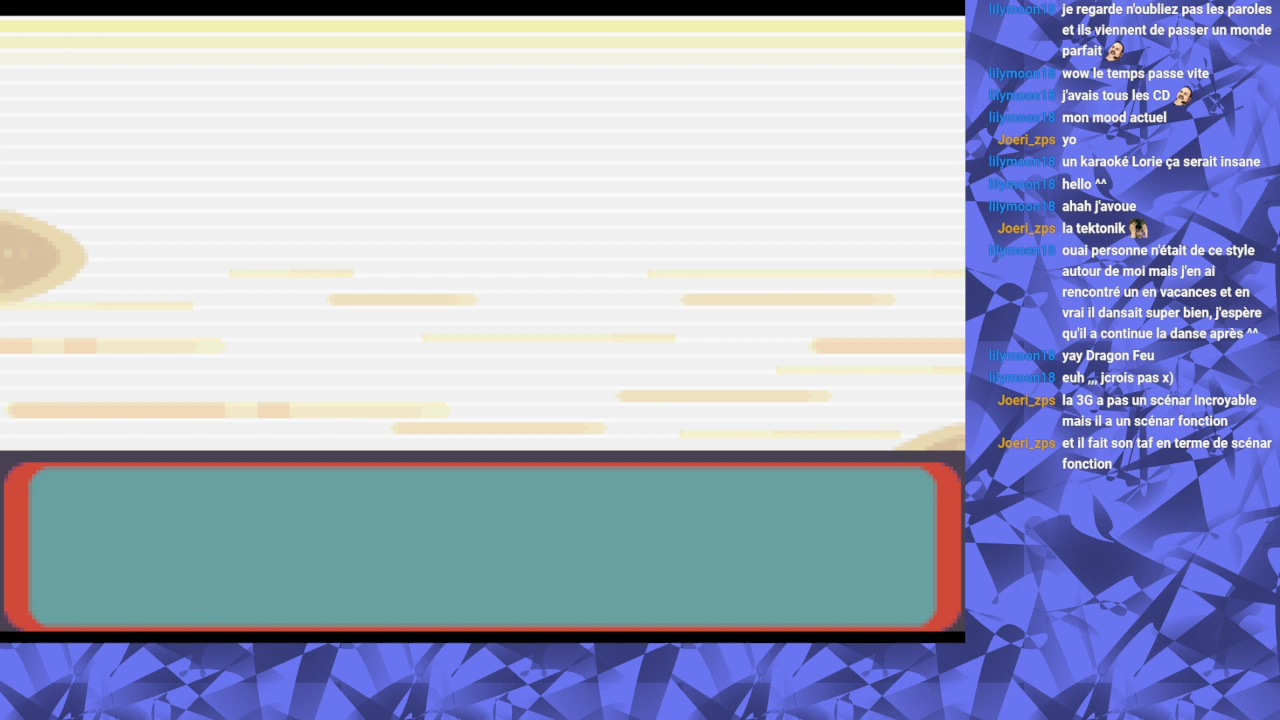 lilymoon18 je regarde n'oubliez pas les paroles
et ils viennent de passer un monde
parfait
lilymoon18 wow le temps passe vite
lilymoon18 j'avais tous les CD
lilymoon18 mon mood actuel
Joeri_zps yo
lilymoon18 un karaoké Lorie ça serait insane
lilymoon18 hello ^^
lilymoon18 ahah j'avoue
Joeri_zps la tektonik
lilymoon18 ouai personne n'était de ce style
autour de moi mais j'en ai
rencontré un en vacances et en
vrai il dansait super bien, j'espère
qu'il a continue la danse après ^^
lilymoon18 yay Dragon Feu
lilymoon18 euh ,,, jcrois pas x)
Joeri_zps la 3G a pas un scénar incroyable
mais il a un scénar fonction
Joeri_zps et il fait son taf en terme de scénar
fonction